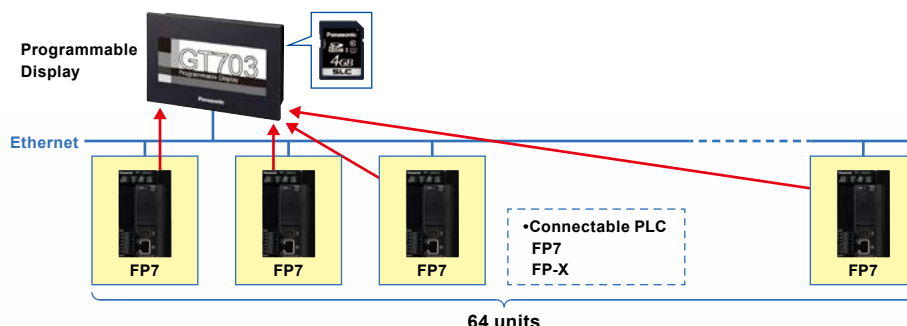 Programmable
Display
GT703
Programmable Display
Panasonic
Panasonic
4GB
SLC
Ethernet
FP7
FP7
FP7
FP7
•Connectable PLC
FP7
FP-X
64 units